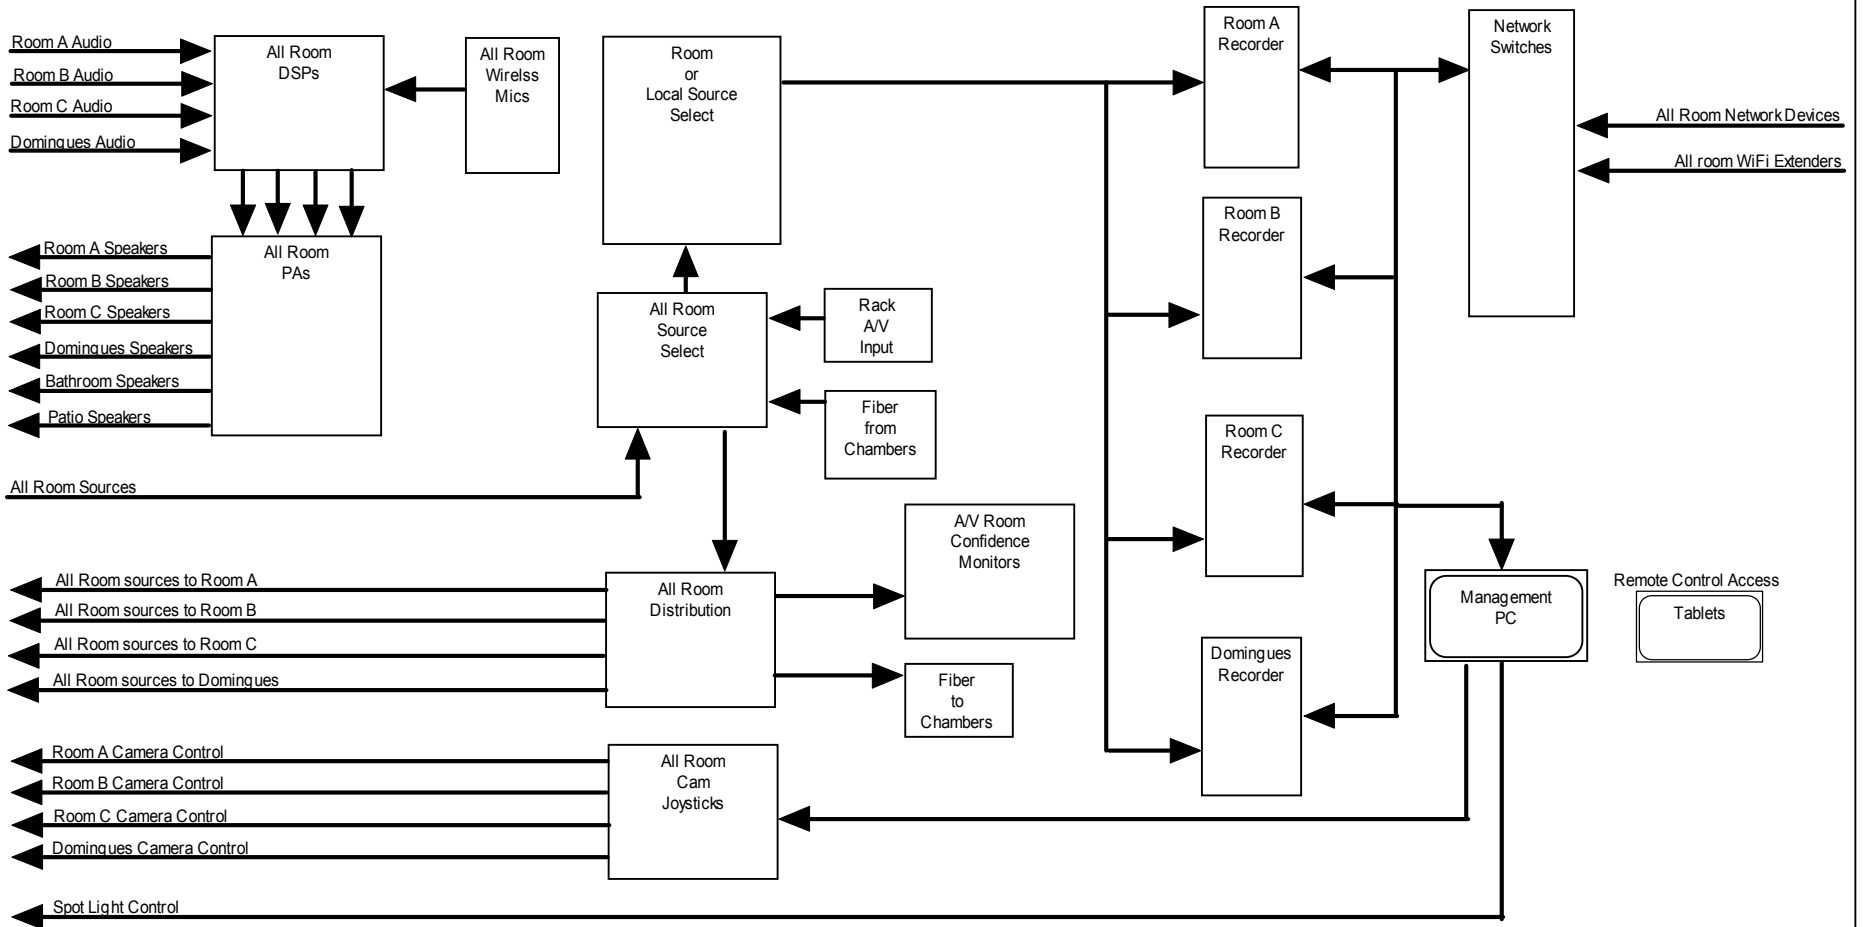 Room A Audio
Room B Audio
Room C Audio
Domingues Audio
All Room
DSPs
All Room
Wirelss
Mics
Room A Speakers
Room B Speakers
Room C Speakers
Domingues Speakers
Bathroom Speakers
Patio Speakers
All Room
PAs
Room
or
Local Source
Select
All Room
Source
Select
Rack
A/V
Input
Fiber
from
Chambers
All Room Sources
All Room sources to Room A
All Room sources to Room B
All Room sources to Room C
All Room sources to Domingues
All Room
Distribution
A/V Room
Confidence
Monitors
Fiber
to
Chambers
Room A Camera Control
Room B Camera Control
Room C Camera Control
Domingues Camera Control
All Room
Cam
Joysticks
Spot Light Control
Room A
Recorder
Room B
Recorder
Room C
Recorder
Domingues
Recorder
Network
Switches
All Room Network Devices
All room WiFi Extenders
Management
PC
Remote Control Access
Tablets